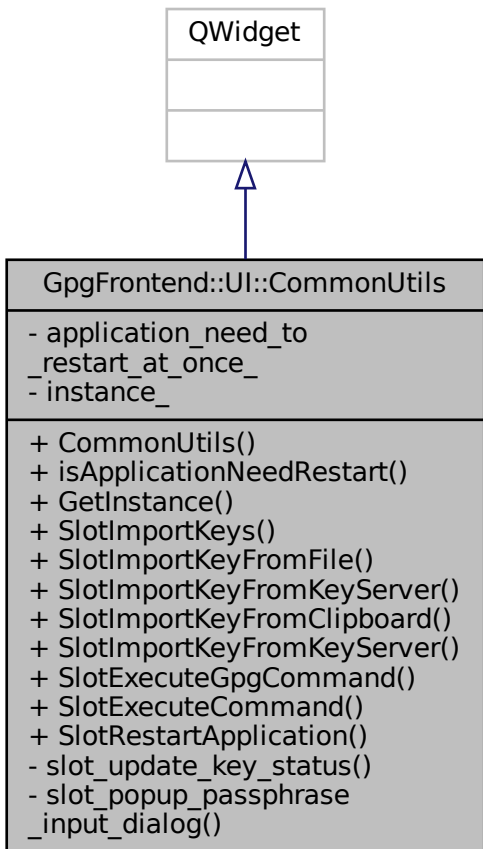 QWidget
GpgFrontend::UI::CommonUtils
- application_need_to
_restart_at_once_
- instance_
+ CommonUtils()
+ isApplicationNeedRestart()
+ GetInstance()
+ SlotImportKeys()
+ SlotImportKeyFromFile()
+ SlotImportKeyFromKeyServer()
+ SlotImportKeyFromClipboard()
+ SlotImportKeyFromKeyServer()
+ SlotExecuteGpgCommand()
+ SlotExecuteCommand()
+ SlotRestartApplication()
- slot_update_key_status()
- slot_popup_passphrase
_input_dialog()